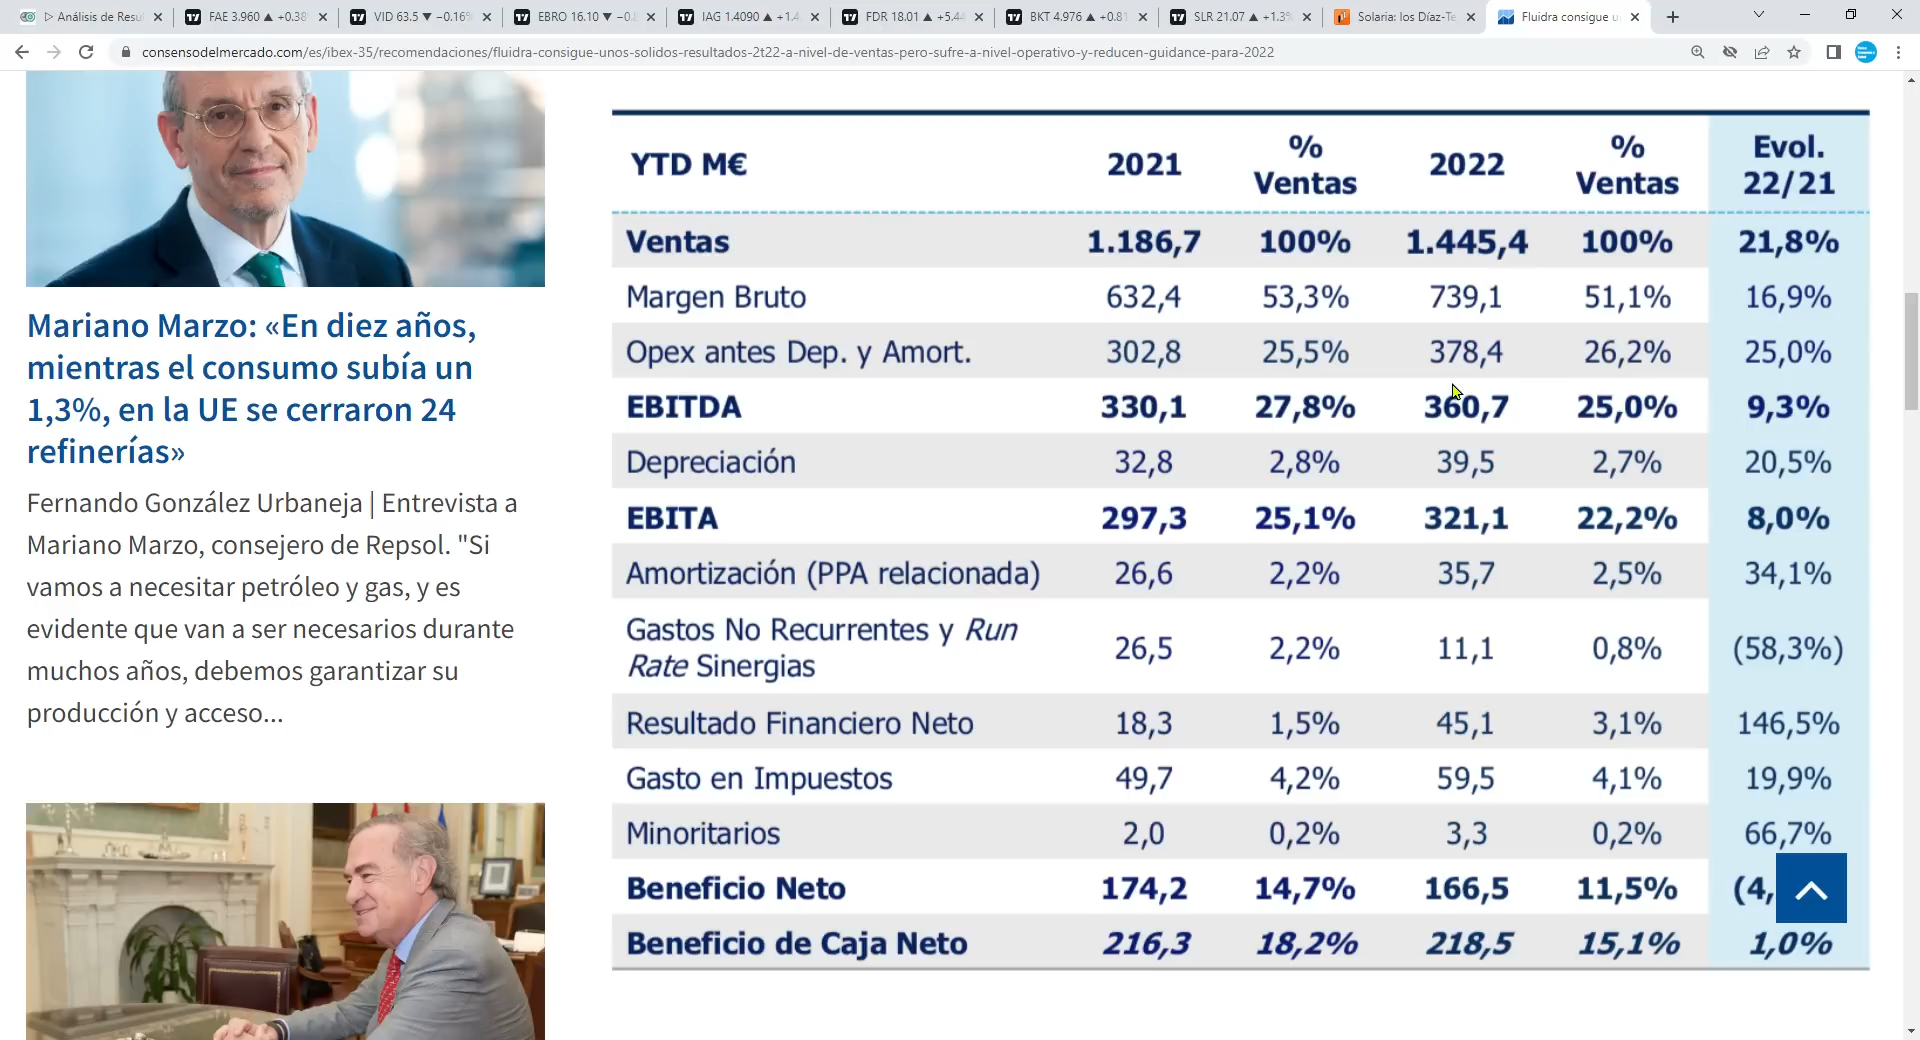 Análisis de Resu
FAE 3.960 ▲ +0.38
VID 63.5 ▼ −0.16%
EBRO 16.10 ▼ −0.
IAG 1.4090 ▲ +1.4
FDR 18.01 ▲ +5.44
BKT 4.976 ▲ +0.81
SLR 21.07 ▲ +1.3%
Solaria: los Díaz-Te
Fluidra consigue u
consensodelmercado.com/es/ibex-35/recomendaciones/fluidra-consigue-unos-solidos-resultados-2t22-a-nivel-de-ventas-pero-sufre-a-nivel-operativo-y-reducen-guidance-para-2022
Mariano Marzo: «En diez años,
mientras el consumo subía un
1,3%, en la UE se cerraron 24
refinerías»
Fernando González Urbaneja | Entrevista a
Mariano Marzo, consejero de Repsol. "Si
vamos a necesitar petróleo y gas, y es
evidente que van a ser necesarios durante
muchos años, debemos garantizar su
producción y acceso...
YTD M€ 2021 % Ventas 2022 % Ventas Evol. 22/21
Ventas 1.186,7 100% 1.445,4 100% 21,8%
Margen Bruto 632,4 53,3% 739,1 51,1% 16,9%
Opex antes Dep. y Amort. 302,8 25,5% 378,4 26,2% 25,0%
EBITDA 330,1 27,8% 360,7 25,0% 9,3%
Depreciación 32,8 2,8% 39,5 2,7% 20,5%
EBITA 297,3 25,1% 321,1 22,2% 8,0%
Amortización (PPA relacionada) 26,6 2,2% 35,7 2,5% 34,1%
Gastos No Recurrentes y Run
Rate Sinergias 26,5 2,2% 11,1 0,8% (58,3%)
Resultado Financiero Neto 18,3 1,5% 45,1 3,1% 146,5%
Gasto en Impuestos 49,7 4,2% 59,5 4,1% 19,9%
Minoritarios 2,0 0,2% 3,3 0,2% 66,7%
Beneficio Neto 174,2 14,7% 166,5 11,5% (4,
Beneficio de Caja Neto 216,3 18,2% 218,5 15,1% 1,0%